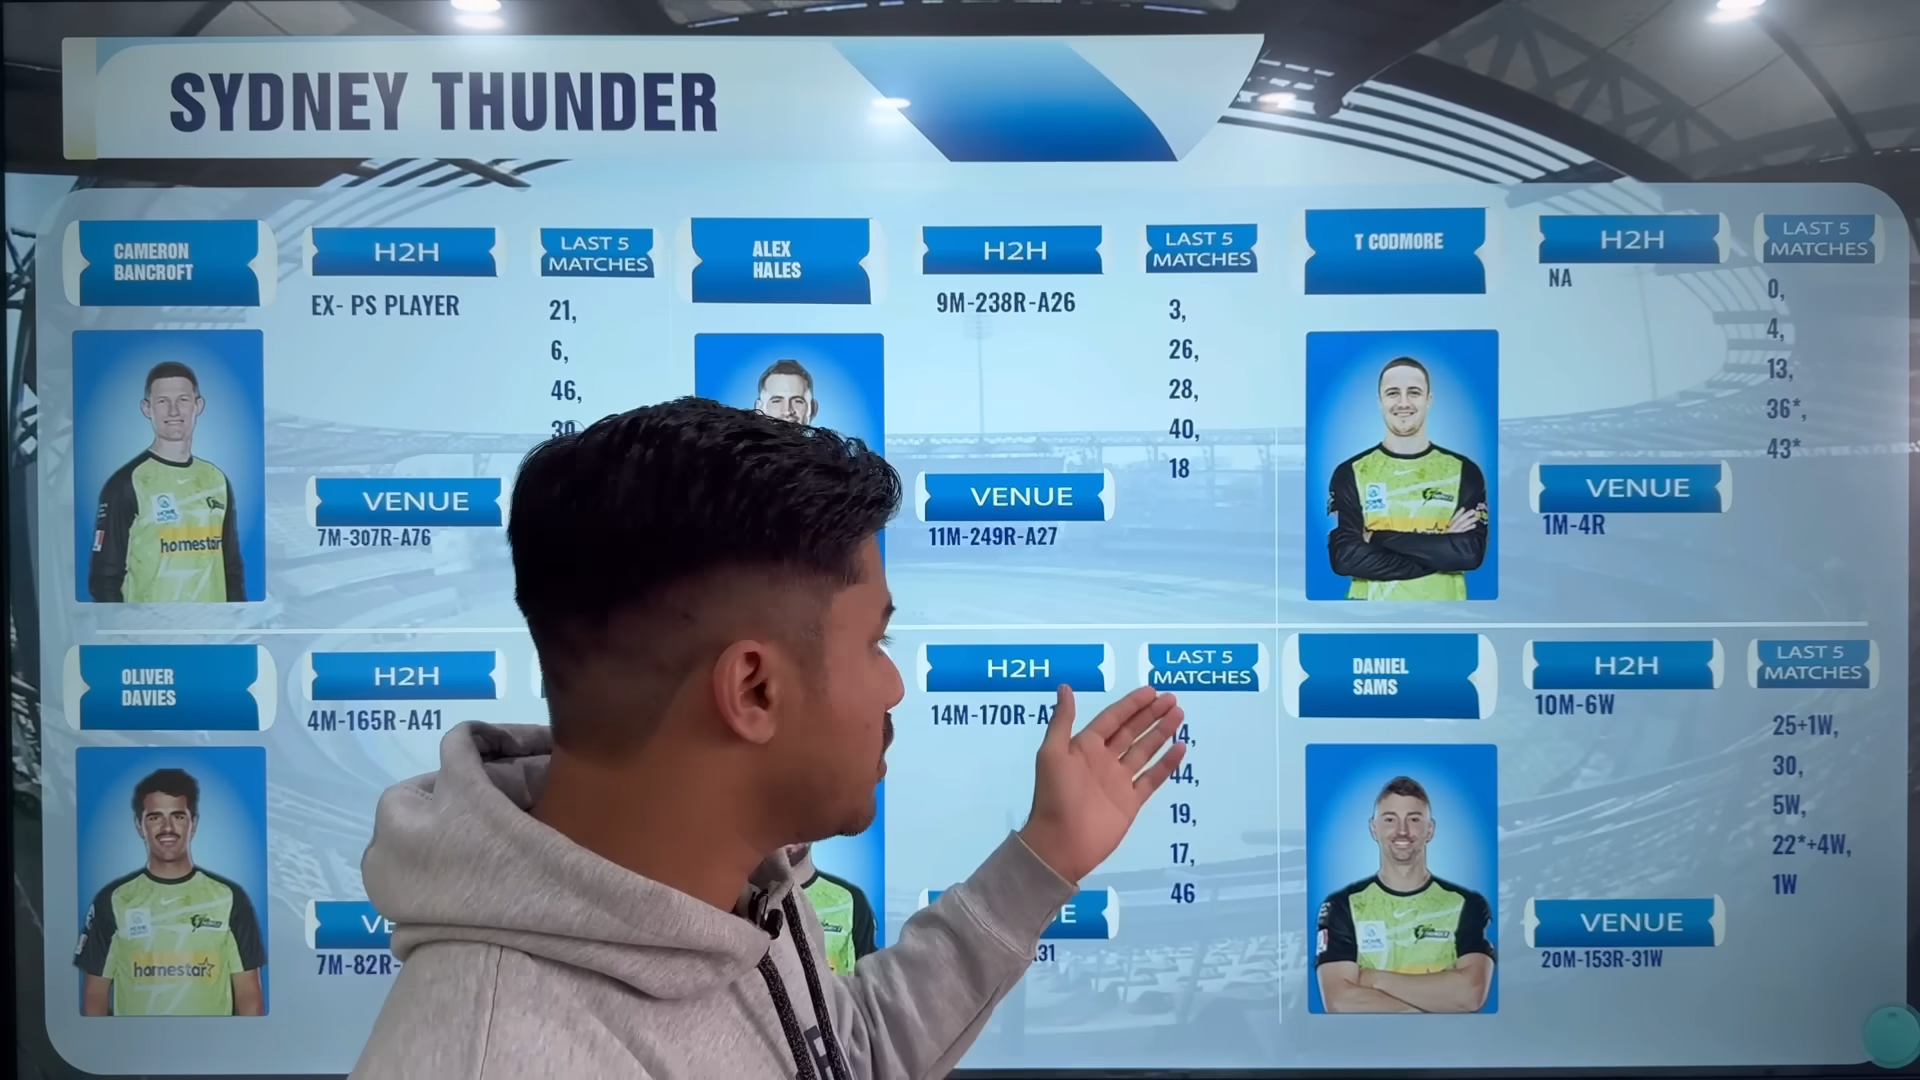 SYDNEY THUNDER
CAMERON
BANCROFT
H2H
EX- PS PLAYER
LAST 5
MATCHES
21,
6,
46,
VENUE
7M-307R-A76
homestar
ALEX
HALES
H2H
9M-238R-A26
LAST 5
MATCHES
3,
26,
28,
40,
18
VENUE
11M-249R-A27
T CODMORE
H2H
NA
LAST 5
MATCHES
0,
4,
13,
36*,
43*
VENUE
1M-4R
OLIVER
DAVIES
H2H
4M-165R-A41
7M-82R-
homestar
H2H
14M-170R-
LAST 5
MATCHES
44,
19,
17,
46
DANIEL
SAMS
H2H
10M-6W
LAST 5
MATCHES
25+1W,
30,
5W,
22*+4W,
1W
VENUE
20M-153R-31W